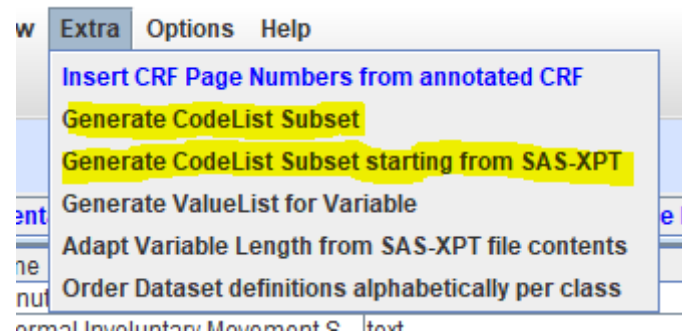 Extra Options Help
Insert CRF Page Numbers from annotated CRF
Generate CodeList Subset
Generate CodeList Subset starting from SAS-XPT
Generate ValueList for Variable
Adapt Variable Length from SAS-XPT file contents
Order Dataset definitions alphabetically per class
text